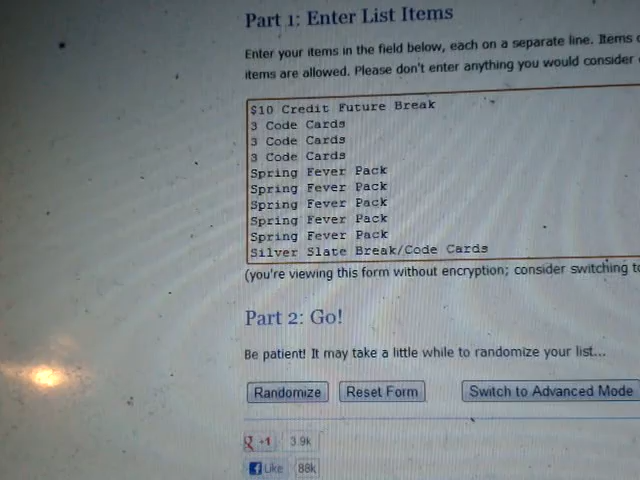 Part 1: Enter List Items
Enter your items in the field below, each on a separate line. Items
items are allowed. Please don't enter anything you would consider
$10 Credit Future Break
3 Code Cards
3 Code Cards
3 Code Cards
Spring Fever Pack
Spring Fever Pack
Spring Fever Pack
Spring Fever Pack
Spring Fever Pack
Silver Slate Break/Code Cards
(you're viewing this form without encryption; consider switching to
Part 2: Go!
Be patient! It may take a little while to randomize your list...
Randomize Reset Form Switch to Advanced Mode
g +1 3.9k
f Like 88k